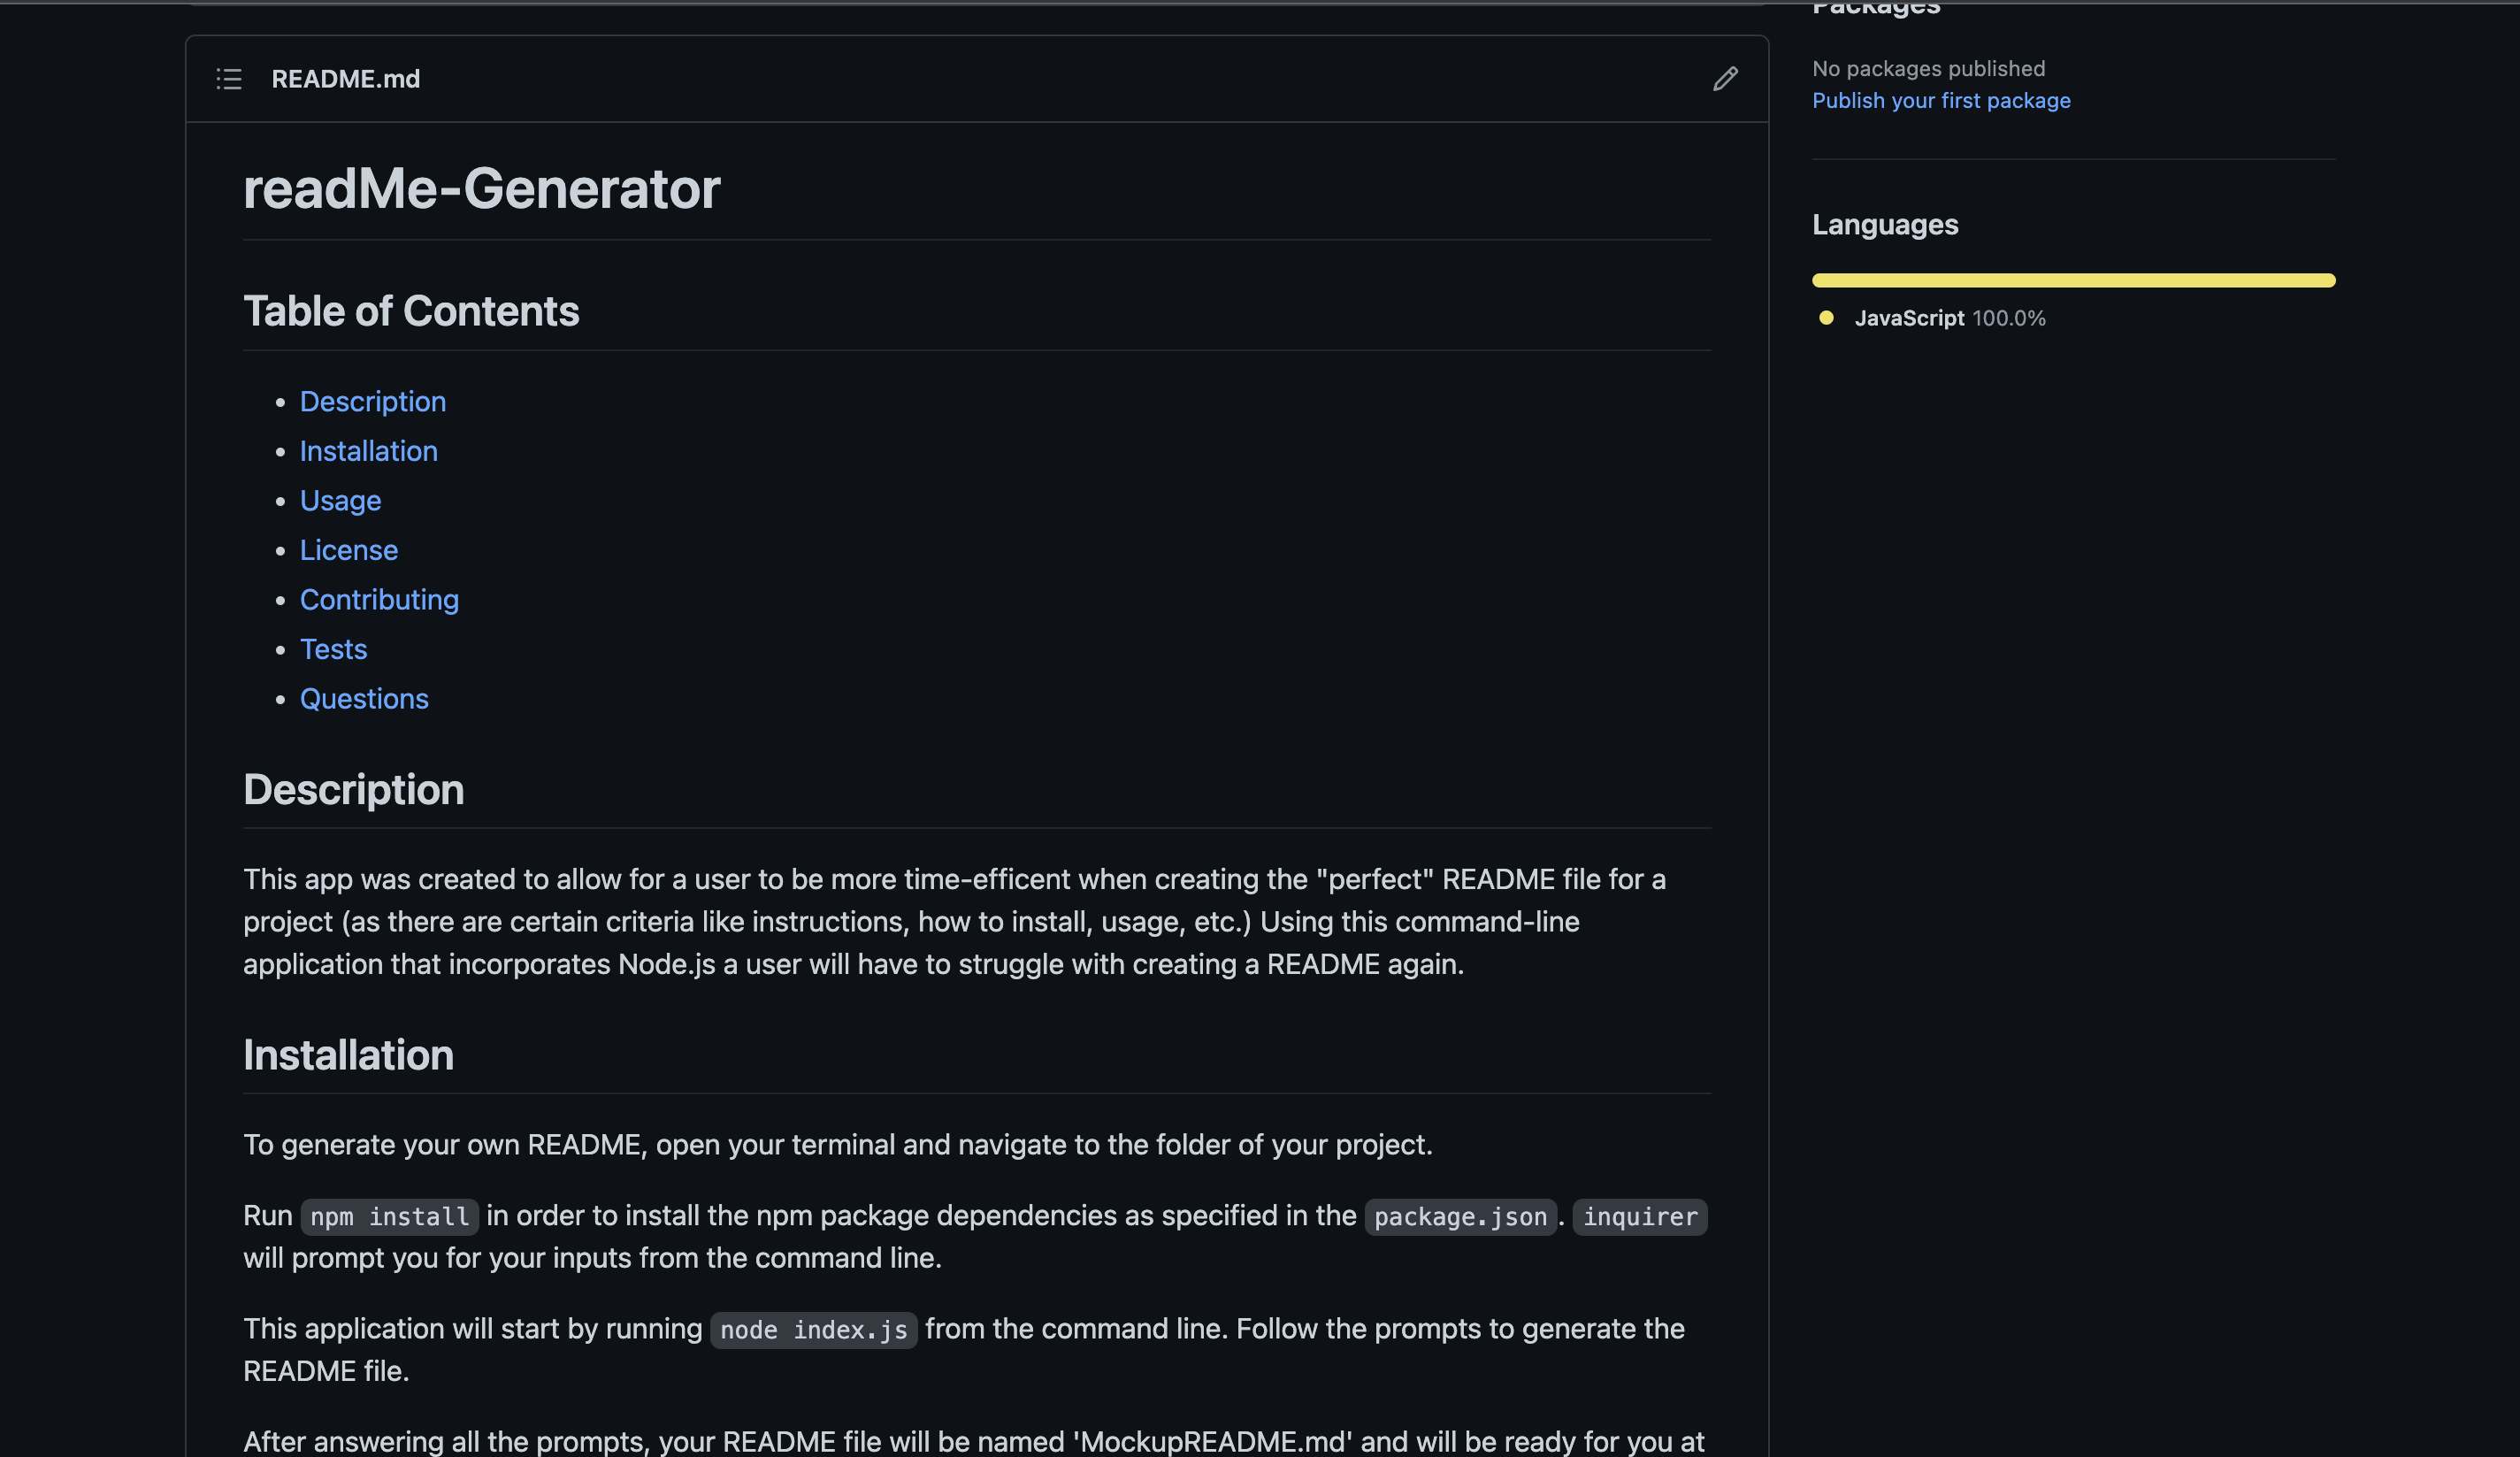 Packages
README.md
No packages published
Publish your first package
readMe-Generator
Languages
JavaScript 100.0%
Table of Contents
Description
Installation
Usage
License
Contributing
Tests
Questions
Description
This app was created to allow for a user to be more time-efficent when creating the "perfect" README file for a
project (as there are certain criteria like instructions, how to install, usage, etc.) Using this command-line
application that incorporates Node.js a user will have to struggle with creating a README again.
Installation
To generate your own README, open your terminal and navigate to the folder of your project.
Run npm install in order to install the npm package dependencies as specified in the package.json. inquirer
will prompt you for your inputs from the command line.
This application will start by running node index.js from the command line. Follow the prompts to generate the
README file.
After answering all the prompts, your README file will be named 'MockupREADME.md' and will be ready for you at